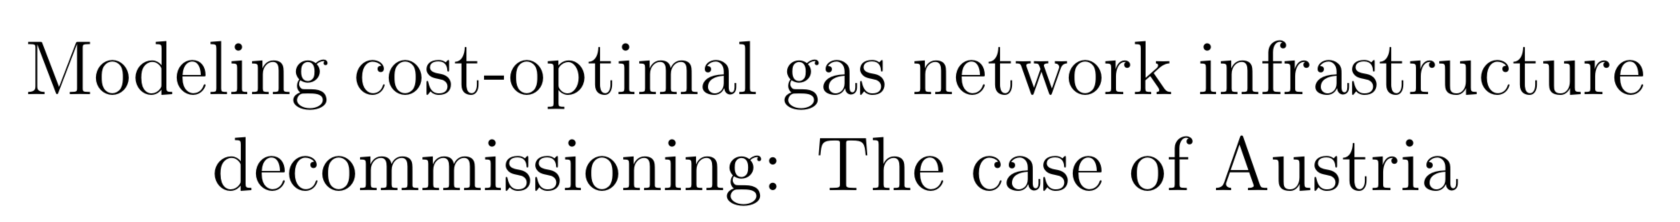 Modeling cost-optimal gas network infrastructure
decommissioning: The case of Austria